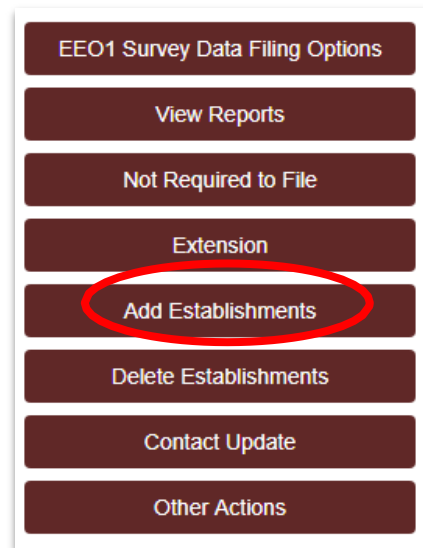 EEO1 Survey Data Filing Options
View Reports
Not Required to File
Extension
Add Establishments
Delete Establishments
Contact Update
Other Actions